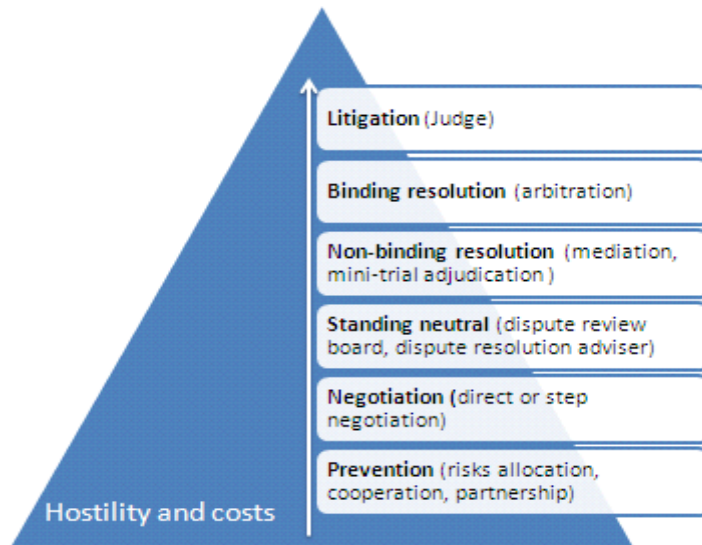 Litigation (Judge)
Binding resolution (arbitration)
Non-binding resolution (mediation,
mini-trial adjudication )
Standing neutral (dispute review
board, dispute resolution adviser)
Negotiation (direct or step
negotiation)
Prevention (risks allocation,
cooperation, partnership)
Hostility and costs